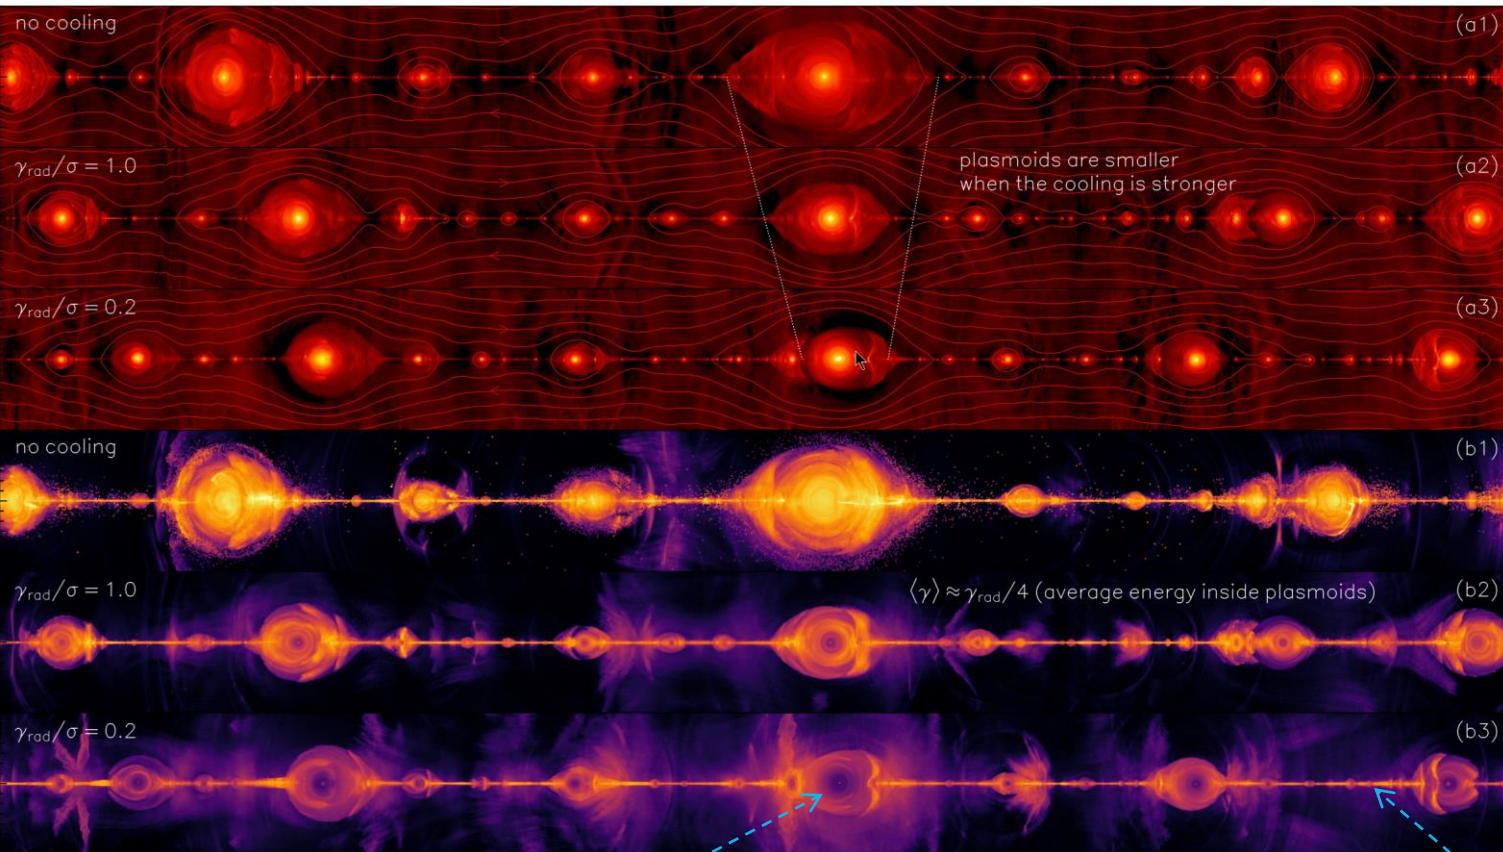 no cooling (a1)
γrad/σ = 1.0 (a2)
plasmoids are smaller
when the cooling is stronger
γrad/σ = 0.2 (a3)
no cooling (b1)
γrad/σ = 1.0 ⟨γ⟩ ≈ γrad/4 (average energy inside plasmoids) (b2)
γrad/σ = 0.2 (b3)